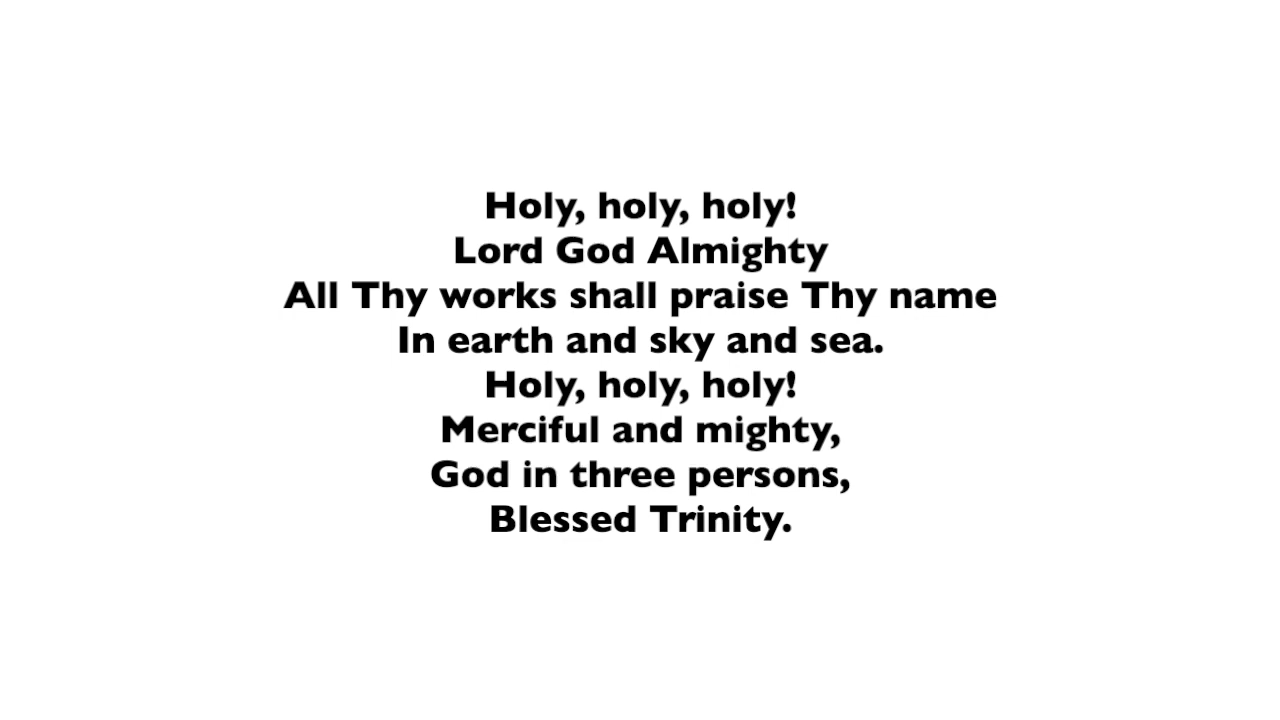 Holy, holy, holy!
Lord God Almighty
All Thy works shall praise Thy name
In earth and sky and sea.
Holy, holy, holy!
Merciful and mighty,
God in three persons,
Blessed Trinity.